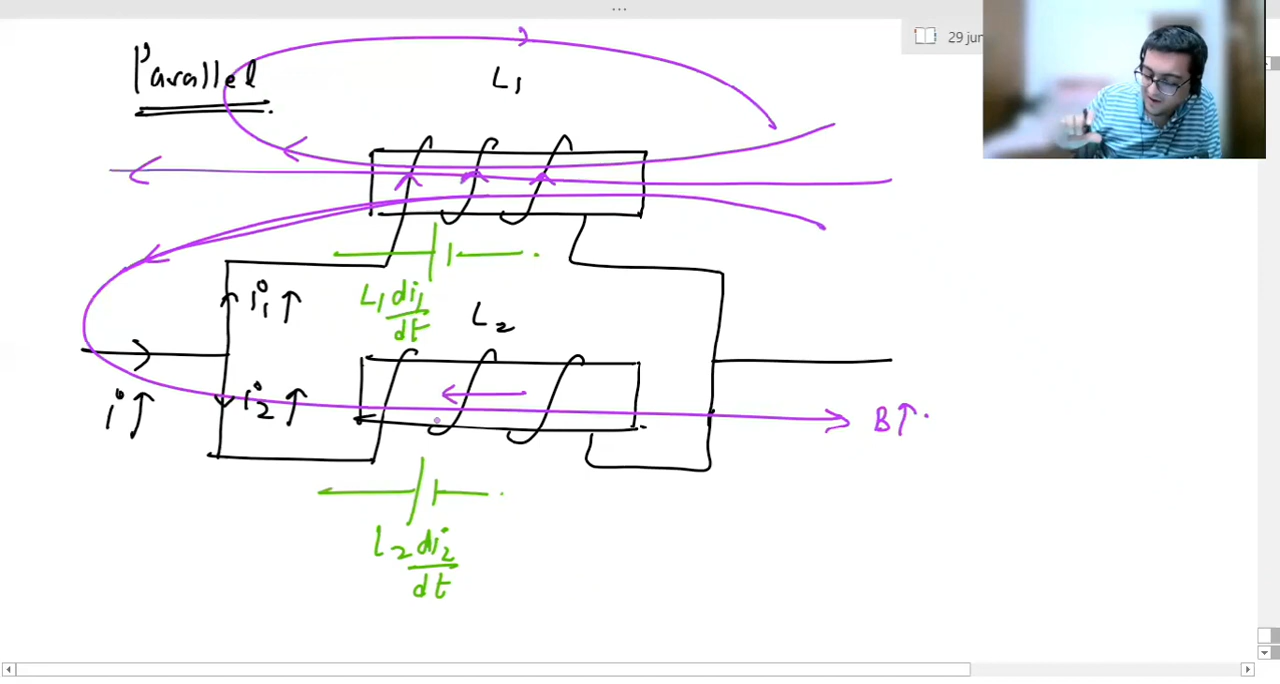 Parallel
29 jun
L₁
L₁ di₁/dt
i₁↑
L₂
i↑
i₂↑
B↑
L₂ di₂/dt